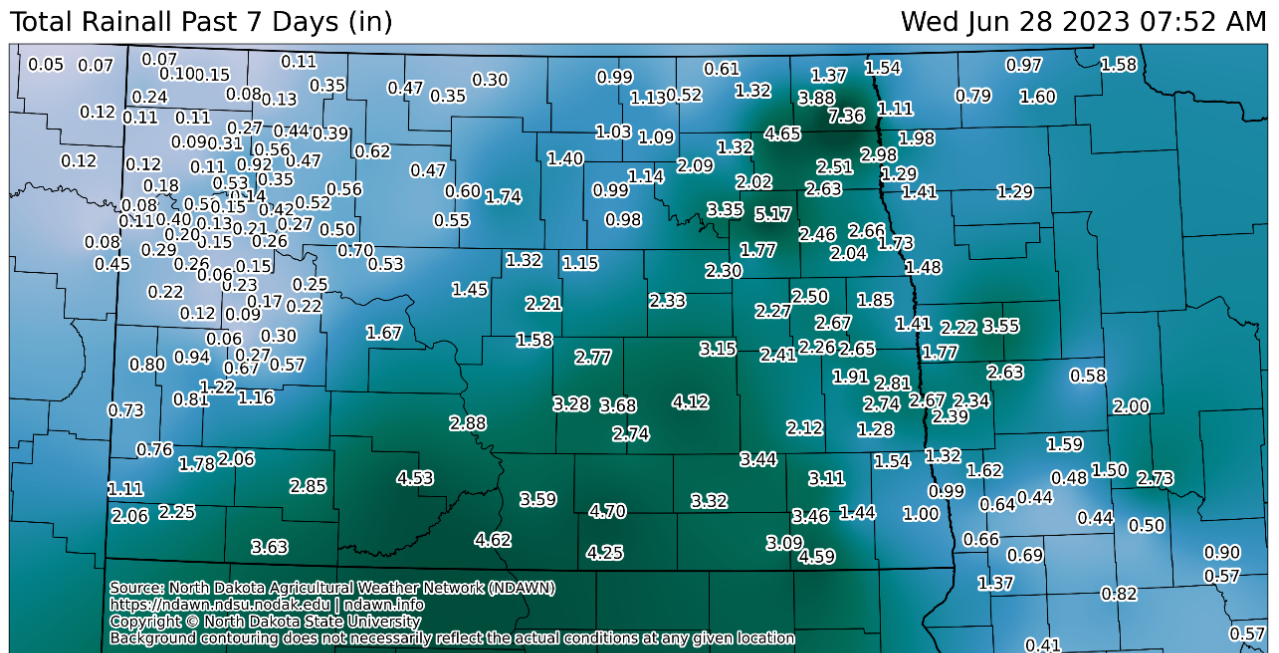 Total Rainall Past 7 Days (in) Wed Jun 28 2023 07:52 AM
0.05 0.07 0.07 0.11 0.61 1.54 0.97 1.58
0.10 0.15 0.35 0.47 0.30 0.99 1.37
0.24 0.08 0.13 0.35 1.13 0.52 1.32 3.88 0.79 1.60
0.12 0.11 0.11 7.36 1.11
0.27 0.44 0.39 1.03 1.09 4.65 1.98
0.09 0.31 0.56 0.62 1.32 2.98
0.12 0.12 0.11 0.92 0.47 0.47 1.40 2.09 2.51 1.29
0.18 0.53 0.35 0.56 0.60 1.74 0.99 1.14 2.02 2.63 1.41 1.29
0.08 0.15 0.14 0.42 0.52 3.35 5.17
0.11 0.40 0.13 0.21 0.27 0.50 0.55 0.98 2.46 2.66
0.08 0.20 0.15 0.26 1.73
0.29 0.70 1.77 2.04
0.45 0.26 0.15 0.53 1.32 1.15 2.30 1.48
0.06 0.23 0.25 1.45
0.22 0.17 0.22 2.21 2.33 2.50 1.85
0.12 0.09 2.27 2.67 1.41 2.22 3.55
0.06 0.30 1.67 1.58
0.94 0.27 2.77 3.15 2.41 2.26 2.65 1.77
0.80 0.67 0.57 2.63 0.58
1.22 1.91 2.81
0.81 1.16 3.28 3.68 4.12 2.74 2.67 2.34
0.73 2.88 2.74 2.12 1.28 2.39 2.00
0.76 1.78 2.06 3.44 1.54 1.32 1.59
1.11 2.85 4.53 3.11 1.62 0.48 1.50 2.73
3.59 3.32 0.99 0.64 0.44
2.06 2.25 4.70 3.46 1.44 1.00 0.44 0.50
3.63 4.62 4.25 3.09 4.59 0.66 0.69 0.90
1.37 0.82 0.57
Source: North Dakota Agricultural Weather Network (NDAWN)
https://ndawn.ndsu.nodak.edu | ndawn.info
Copyright © North Dakota State University
Background contouring does not necessarily reflect the actual conditions at any given location
0.41 0.57